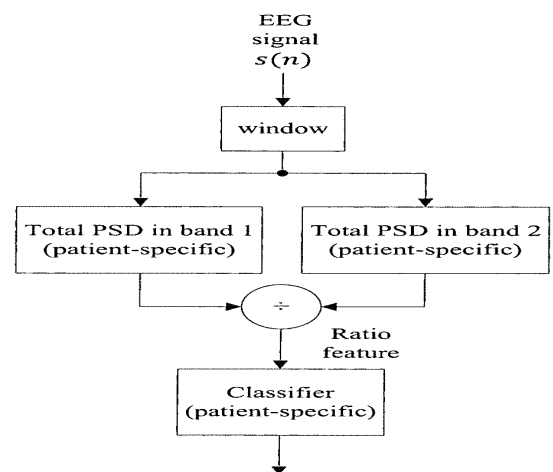 EEG
signal
s(n)
window
Total PSD in band 1
(patient-specific)
Total PSD in band 2
(patient-specific)
÷
Ratio
feature
Classifier
(patient-specific)